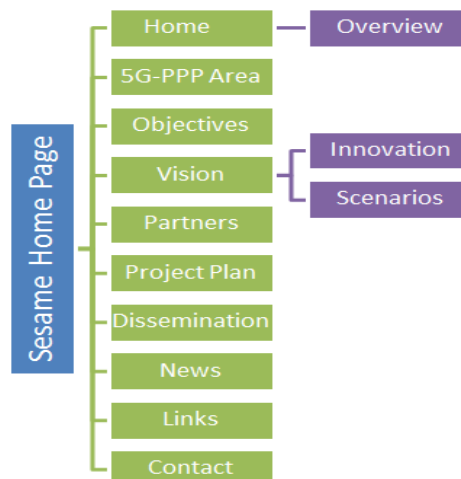 Sesame Home Page
Home
Overview
5G-PPP Area
Objectives
Vision
Innovation
Scenarios
Partners
Project Plan
Dissemination
News
Links
Contact